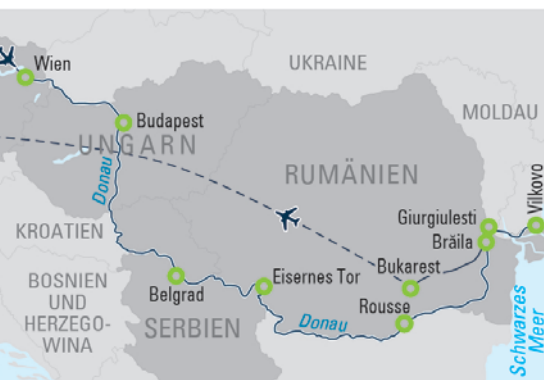 Wien
UKRAINE
MOLDAU
Budapest
UNGARN
Donau
RUMÄNIEN
Vilkovo
Giurgiulesti
Brăila
KROATIEN
Bukarest
Eisernes Tor
Belgrad
Rousse
BOSNIEN
UND
HERZEGO-
WINA
SERBIEN
Donau
Schwarzes
Meer